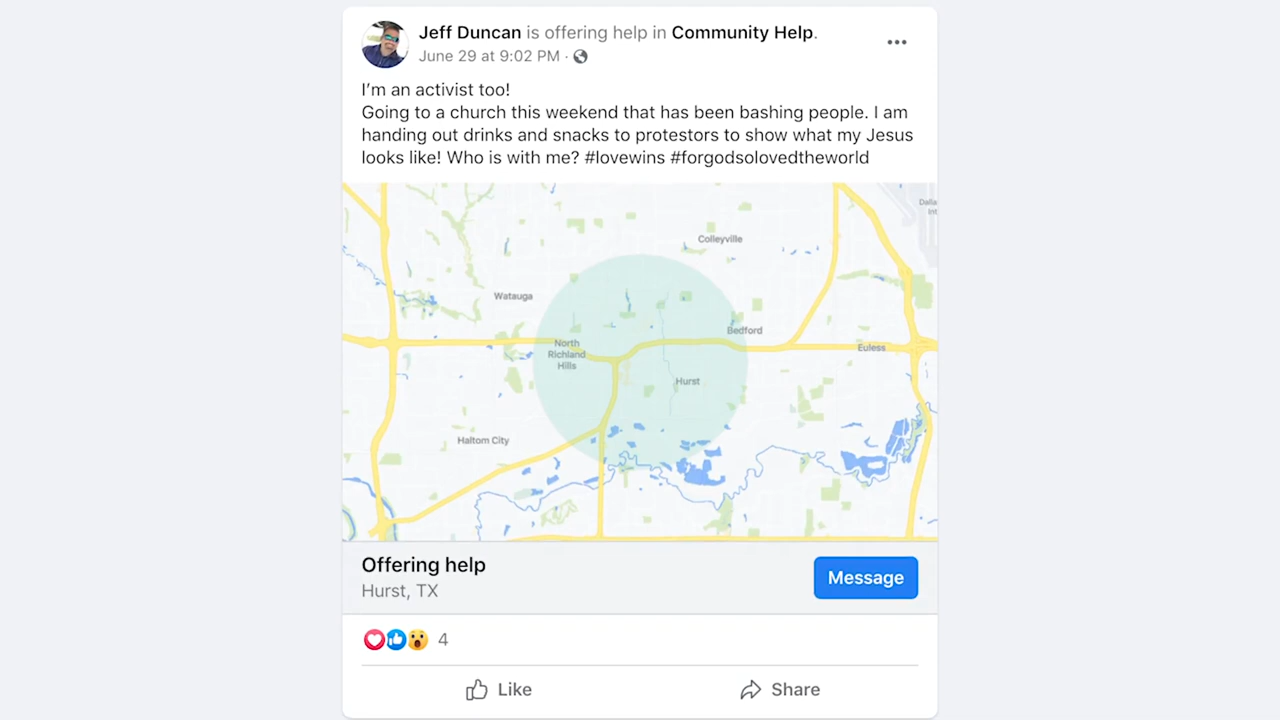 Jeff Duncan is offering help in Community Help.
June 29 at 9:02 PM ·
I'm an activist too!
Going to a church this weekend that has been bashing people. I am
handing out drinks and snacks to protestors to show what my Jesus
looks like! Who is with me? #lovewins #forgodsolovedtheworld
Dalla
Int
Colleyville
Watauga
Bedford
North
Richland
Hills
Euless
Hurst
Haltom City
Offering help
Hurst, TX
Message
4
Like
Share